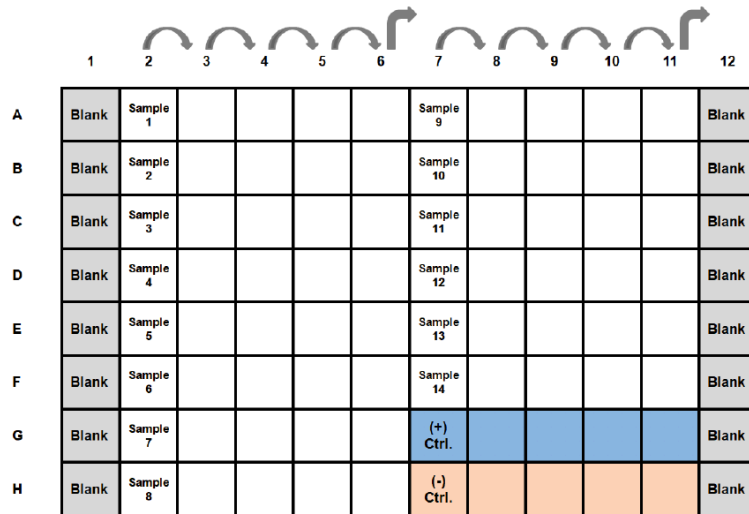 1 2 3 4 5 6 7 8 9 10 11 12
A Blank Sample 1 Sample 9 Blank
B Blank Sample 2 Sample 10 Blank
C Blank Sample 3 Sample 11 Blank
D Blank Sample 4 Sample 12 Blank
E Blank Sample 5 Sample 13 Blank
F Blank Sample 6 Sample 14 Blank
G Blank Sample 7 (+) Ctrl. Blank
H Blank Sample 8 (-) Ctrl. Blank